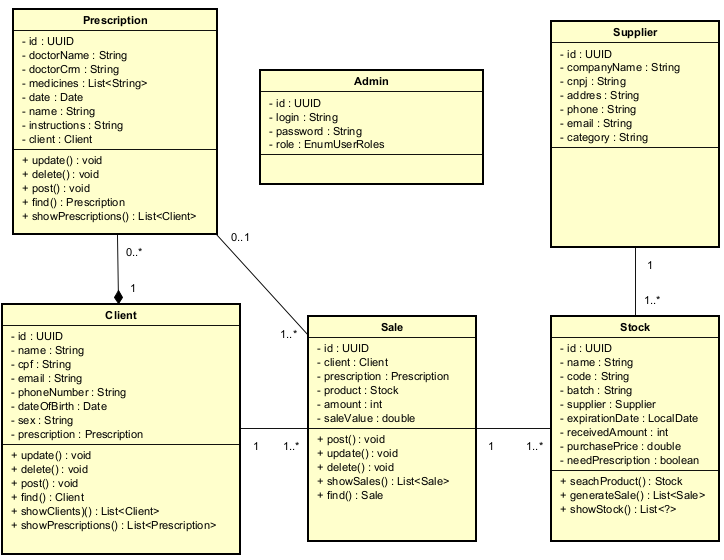 Prescription
- id : UUID
- doctorName : String
- doctorCrm : String
- medicines : List<String>
- date : Date
- name : String
- instructions : String
- client : Client
+ update() : void
+ delete() : void
+ post() : void
+ find() : Prescription
+ showPrescriptions() : List<Client>
Admin
- id : UUID
- login : String
- password : String
- role : EnumUserRoles
Supplier
- id : UUID
- companyName : String
- cnpj : String
- addres : String
- phone : String
- email : String
- category : String
0..*
1
0..1
1..*
1
1..*
Client
- id : UUID
- name : String
- cpf : String
- email : String
- phoneNumber : String
- dateOfBirth : Date
- sex : String
- prescription : Prescription
+ update() : void
+ delete() : void
+ post() : void
+ find() : Client
+ showClients)() : List<Client>
+ showPrescriptions() : List<Prescription>
1
1..*
Sale
- id : UUID
- client : Client
- prescription : Prescription
- product : Stock
- amount : int
- saleValue : double
+ post() : void
+ update() : void
+ delete() : void
+ showSales() : List<Sale>
+ find() : Sale
1
1..*
Stock
- id : UUID
- name : String
- code : String
- batch : String
- supplier : Supplier
- expirationDate : LocalDate
- receivedAmount : int
- purchasePrice : double
- needPrescription : boolean
+ seachProduct() : Stock
+ generateSale() : List<Sale>
+ showStock() : List<?>